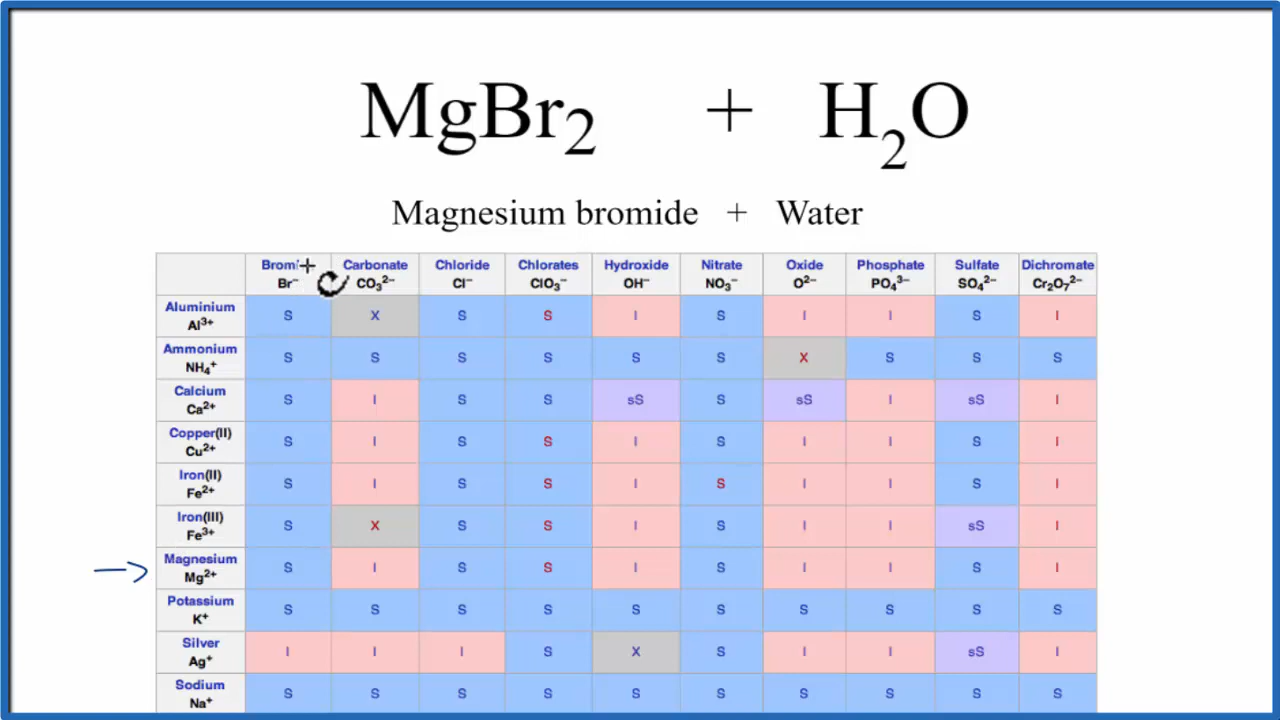 MgBr₂ + H₂O
Magnesium bromide + Water
Bromi Carbonate Chloride Chlorates Hydroxide Nitrate Oxide Phosphate Sulfate Dichromate
Br⁻ CO₃²⁻ Cl⁻ ClO₃⁻ OH⁻ NO₃⁻ O²⁻ PO₄³⁻ SO₄²⁻ Cr₂O₇²⁻
Aluminium
Al³⁺ S X S S I S I I S I
Ammonium
NH₄⁺ S S S S S S X S S S
Calcium
Ca²⁺ S I S S sS S sS I sS I
Copper(II)
Cu²⁺ S I S S I S I I S I
Iron(II)
Fe²⁺ S I S S I S I I S I
Iron(III)
Fe³⁺ S X S S I S I I sS I
Magnesium
Mg²⁺ S I S S I S I I S I
Potassium
K⁺ S S S S S S S S S S
Silver
Ag⁺ I I I S X S I I sS I
Sodium
Na⁺ S S S S S S S S S S